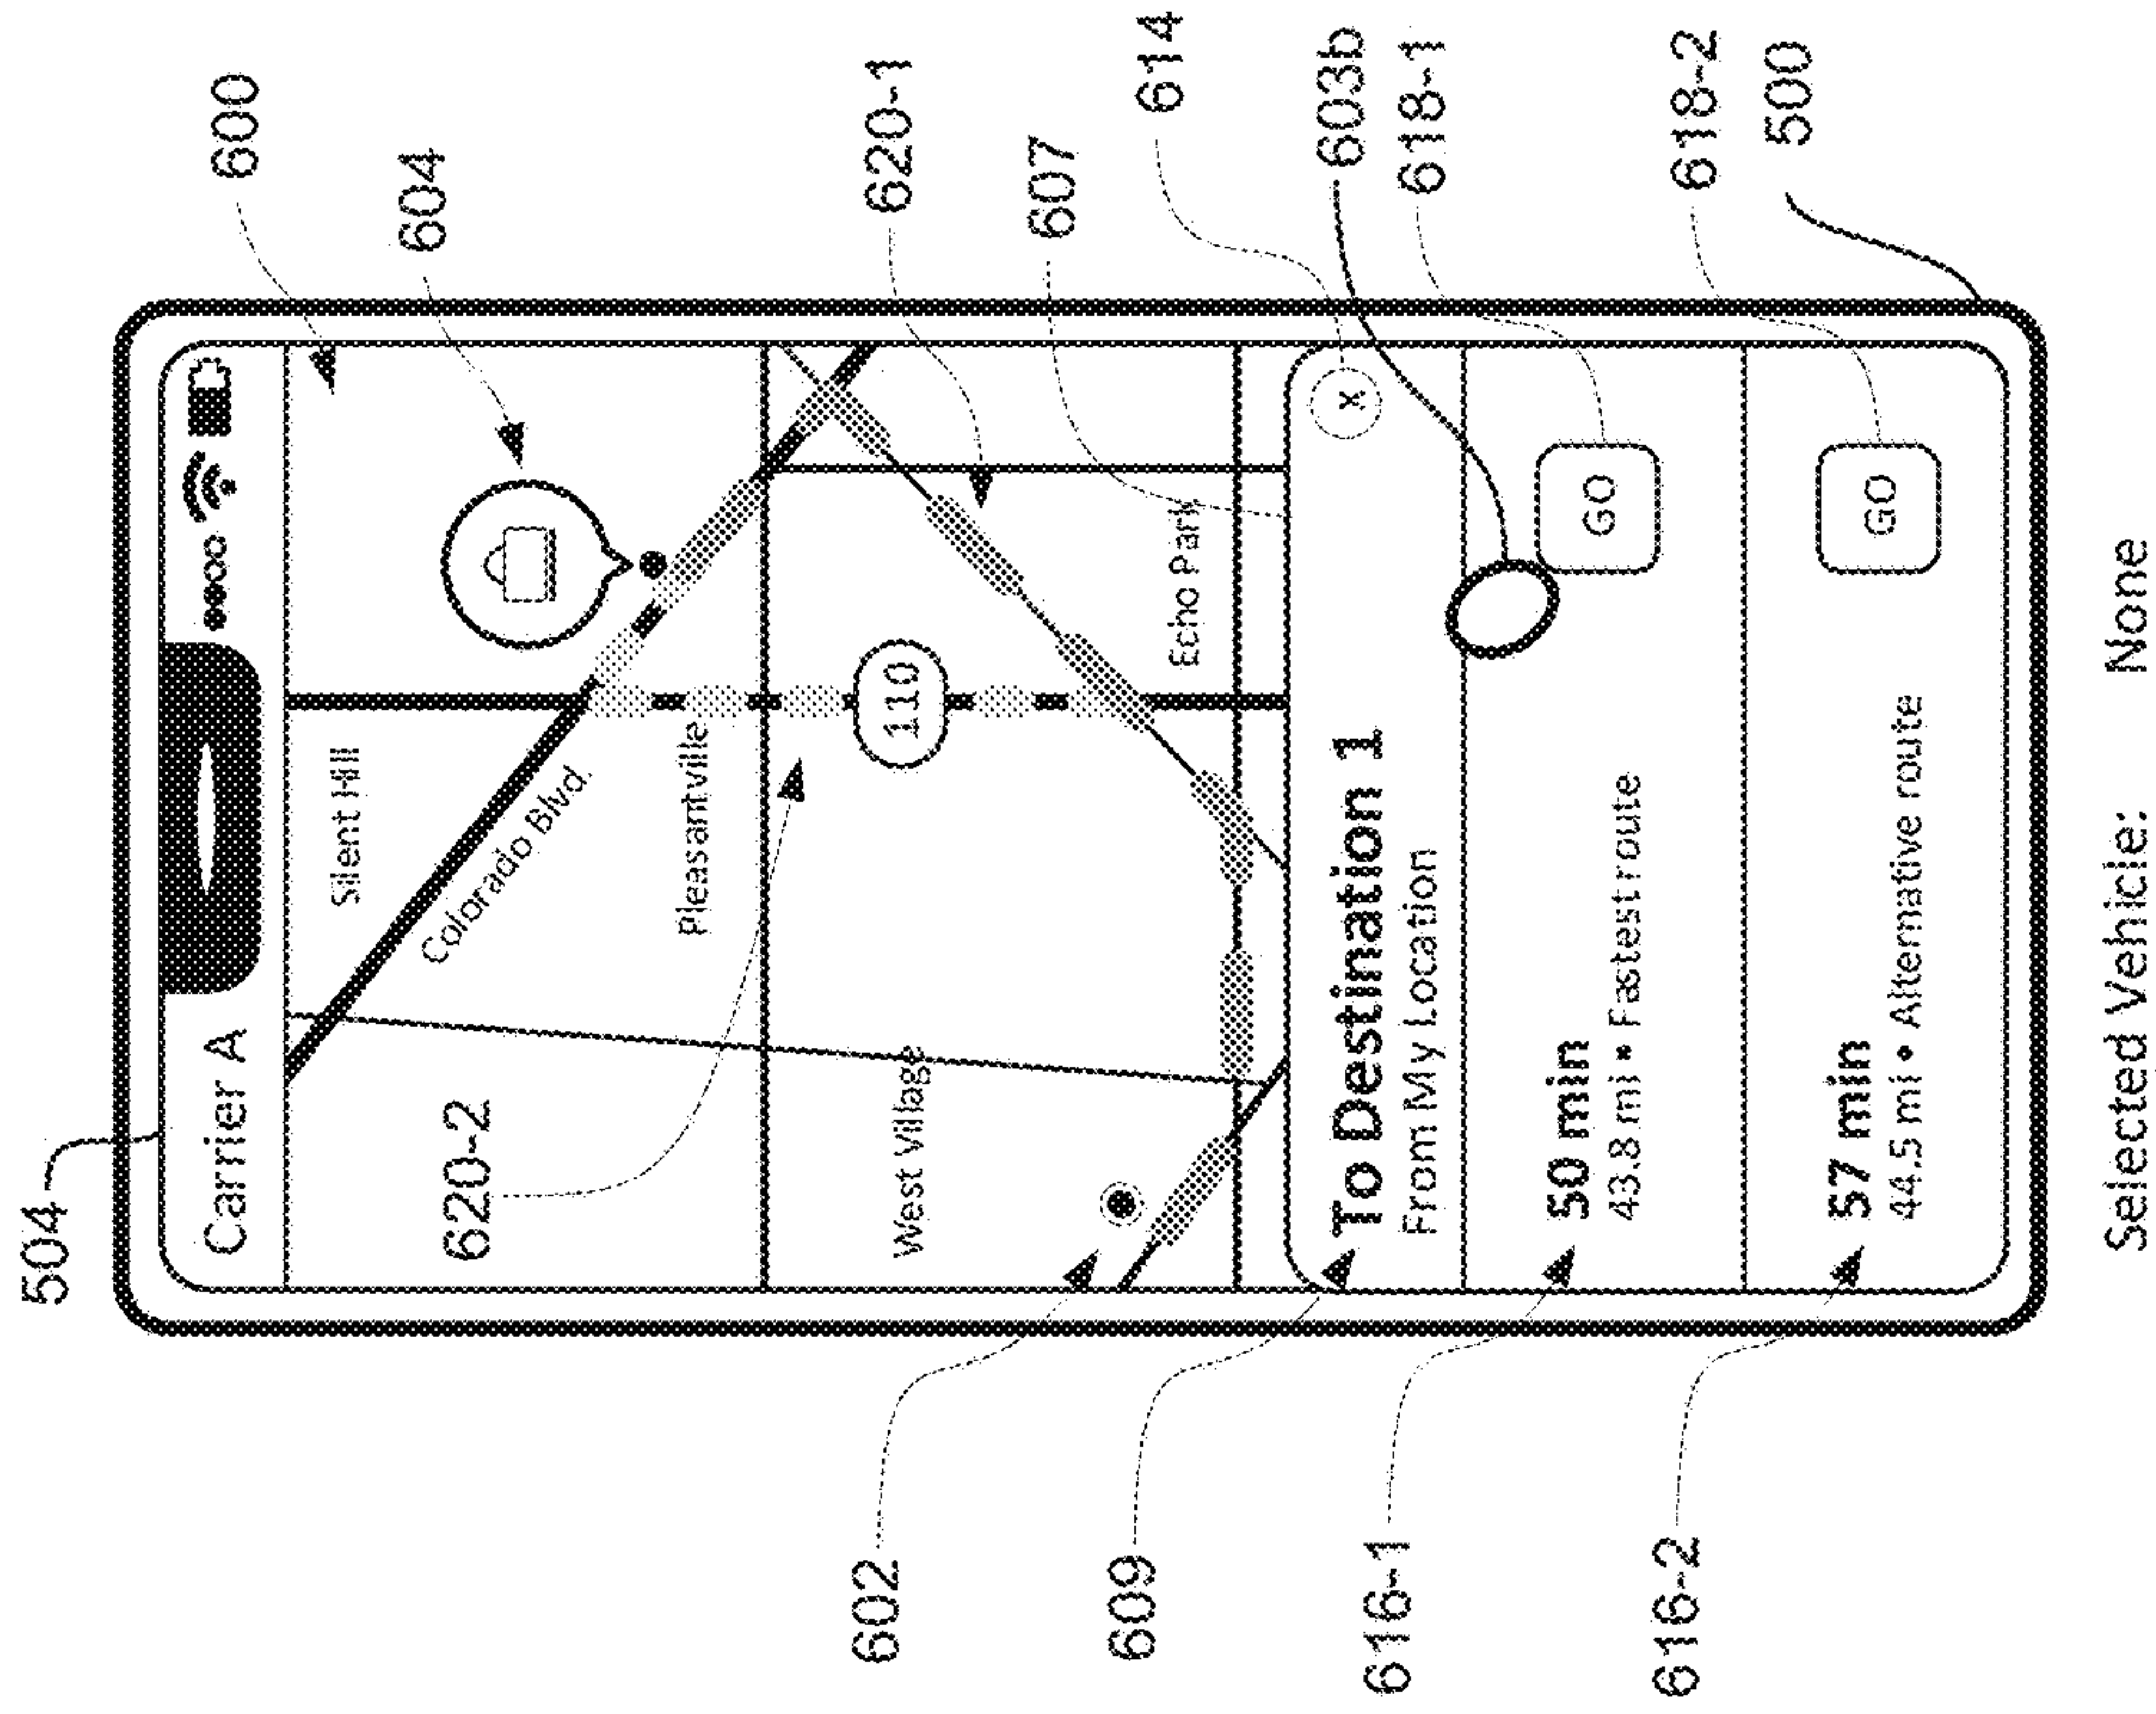 504
Carrier A
600
604
Silent Hill
Colorado Blvd.
620-2
Pleasantville
620-1
110
West Village
607
Echo Park
602
614
609
To Destination 1
X
From My Location
603b
616-1
50 min
GO
618-1
43.8 mi • Fastest route
616-2
57 min
GO
618-2
44.5 mi • Alternative route
500
Selected Vehicle: None